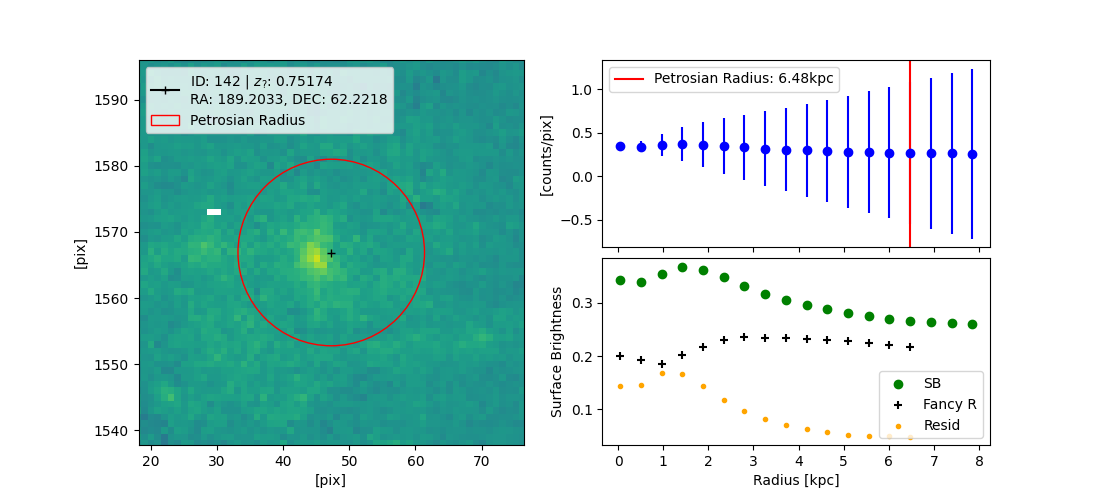 ID: 142 | z?: 0.75174
RA: 189.2033, DEC: 62.2218
Petrosian Radius
1590
1580
1570
1560
1550
1540
[pix]
20 30 40 50 60 70
[pix]
Petrosian Radius: 6.48kpc
1.0
0.5
0.0
−0.5
[counts/pix]
0.3
0.2
0.1
Surface Brightness
SB
Fancy R
Resid
0 1 2 3 4 5 6 7 8
Radius [kpc]